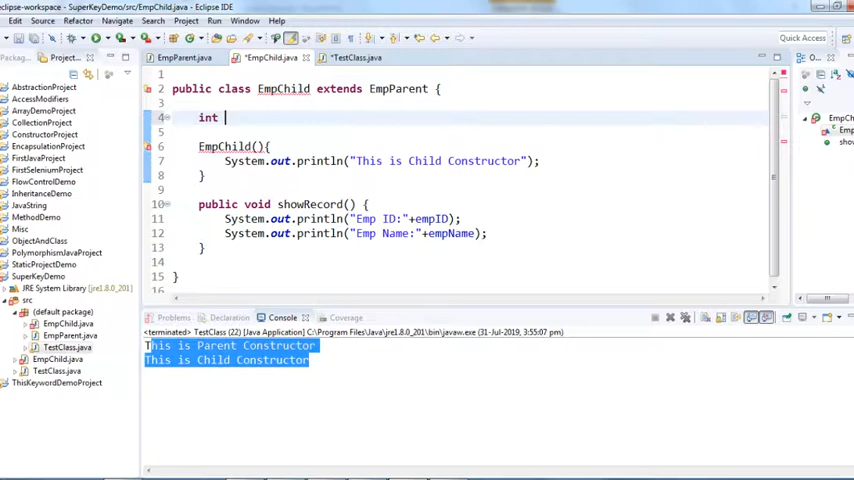 eclipse-workspace - SuperKeyDemo/src/EmpChild.java - Eclipse IDE
File Edit Source Refactor Navigate Search Project Run Window Help
Quick Access
Packag... Project... EmpParent.java *EmpChild.java *TestClass.java O...
AbstractionProject
AccessModifiers
ArrayDemoProject
CollectionProject
ConstructorProject
EncapsulationProject
FirstJavaProject
FirstSeleniumProject
FlowControlDemo
InheritanceDemo
JavaString
MethodDemo
Misc
ObjectAndClass
PolymorphismJavaProject
StaticProjectDemo
SuperKeyDemo
JRE System Library [jre1.8.0_201]
src
(default package)
EmpChild.java
EmpParent.java
TestClass.java
EmpChild.java
TestClass.java
ThisKeywordDemoProject
1
2 public class EmpChild extends EmpParent {
3
4 int
5
6 EmpChild(){
7 System.out.println("This is Child Constructor");
8 }
9
10 public void showRecord() {
11 System.out.println("Emp ID:"+empID);
12 System.out.println("Emp Name:"+empName);
13 }
14
15 }
EmpCh
Emp
sho
Problems Declaration Console Coverage
<terminated> TestClass (22) [Java Application] C:\Program Files\Java\jre1.8.0_201\bin\javaw.exe (31-Jul-2019, 3:55:07 pm)
This is Parent Constructor
This is Child Constructor